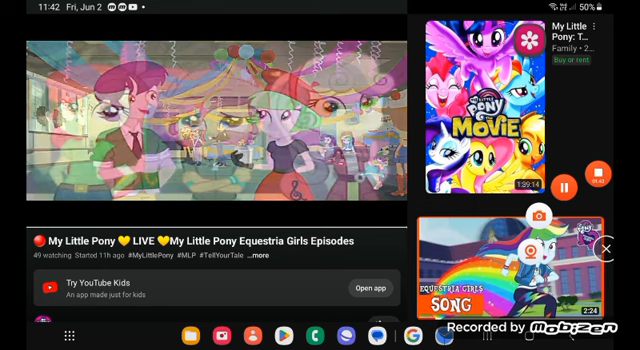 11:42 Fri, Jun 2
50%
My Little
Pony: T...
Family • 2...
Buy or rent
My LITTLE
PONY
THE
MOVIE
1:39:14
🔴 My Little Pony 💛 LIVE 💛My Little Pony Equestria Girls Episodes
49 watching Started 11h ago #MyLittlePony #MLP #TellYourTale ...more
Try YouTube Kids
An app made just for kids
Open app
EQUESTRIA GIRLS
SONG
2:24
Recorded by mobizen